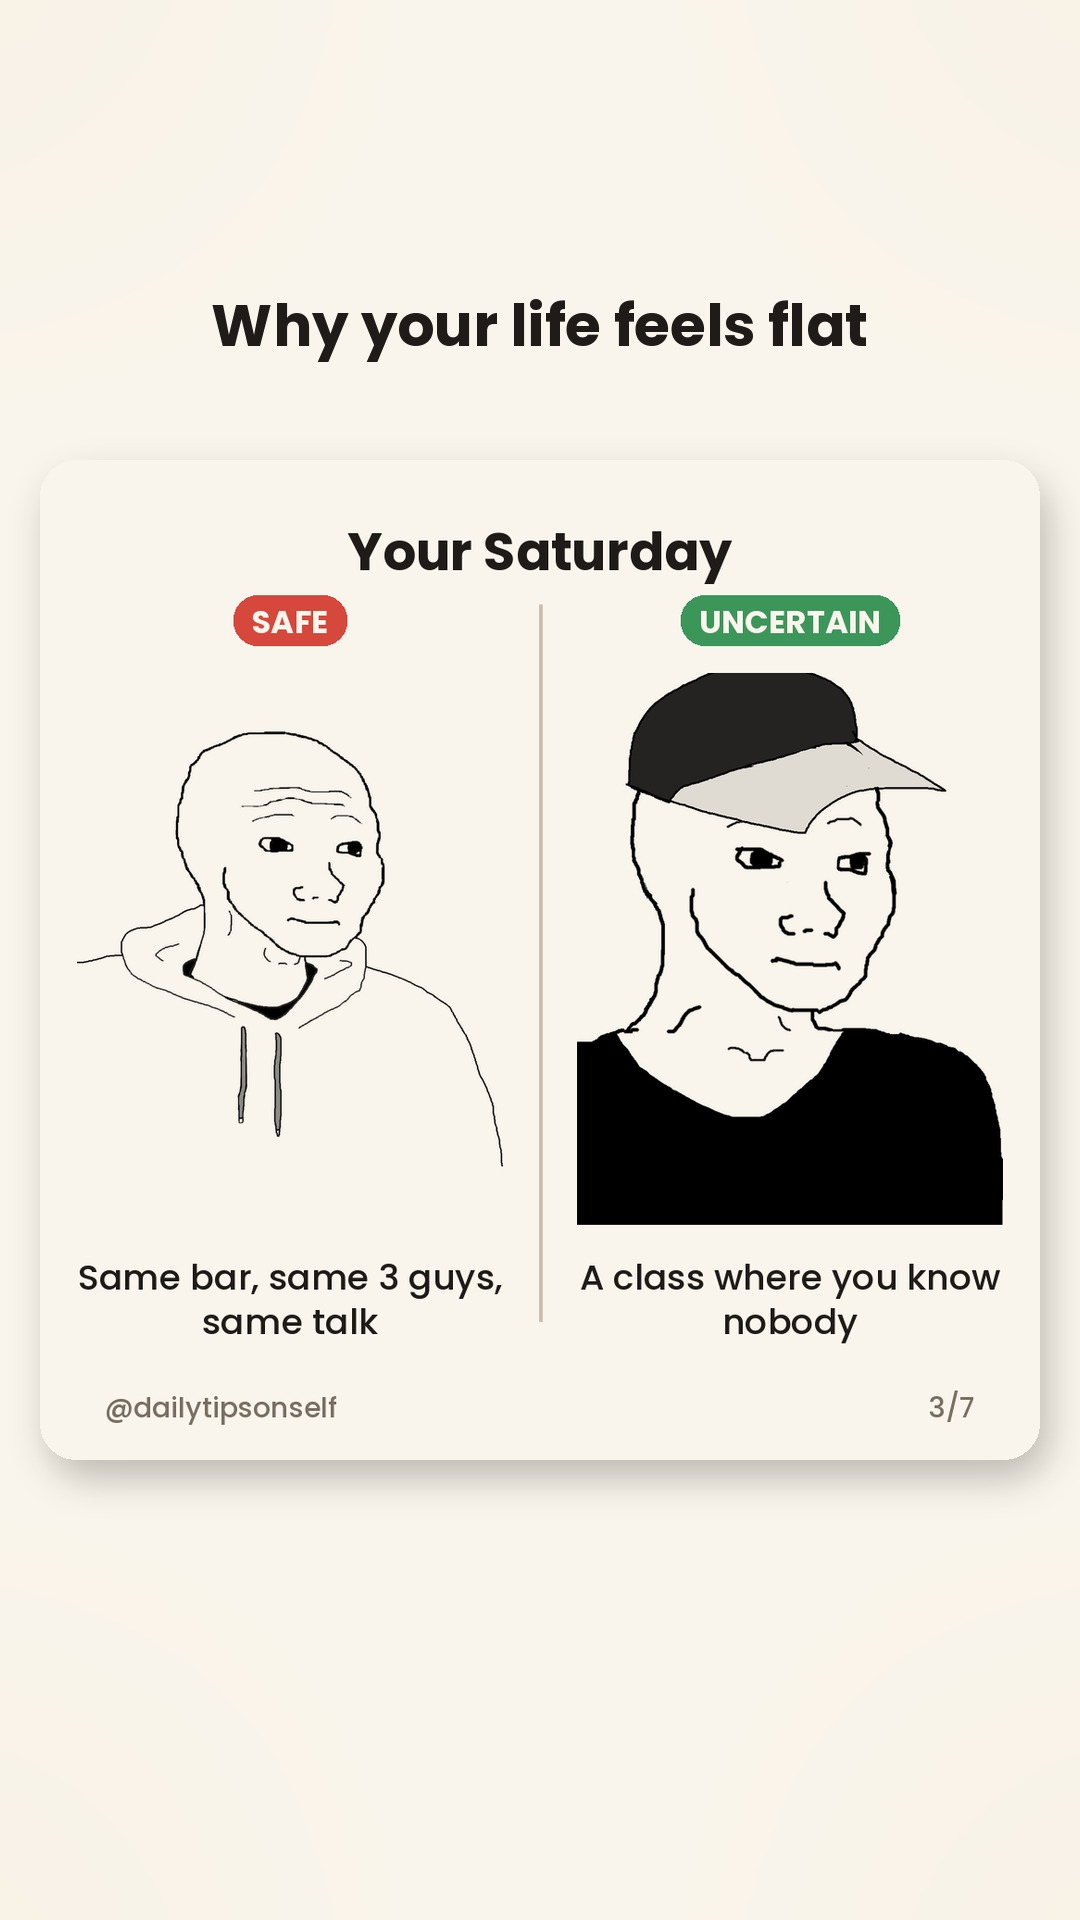 Why your life feels flat
Your Saturday
SAFE
UNCERTAIN
Same bar, same 3 guys,
same talk
A class where you know
nobody
@dailytipsonself
3/7